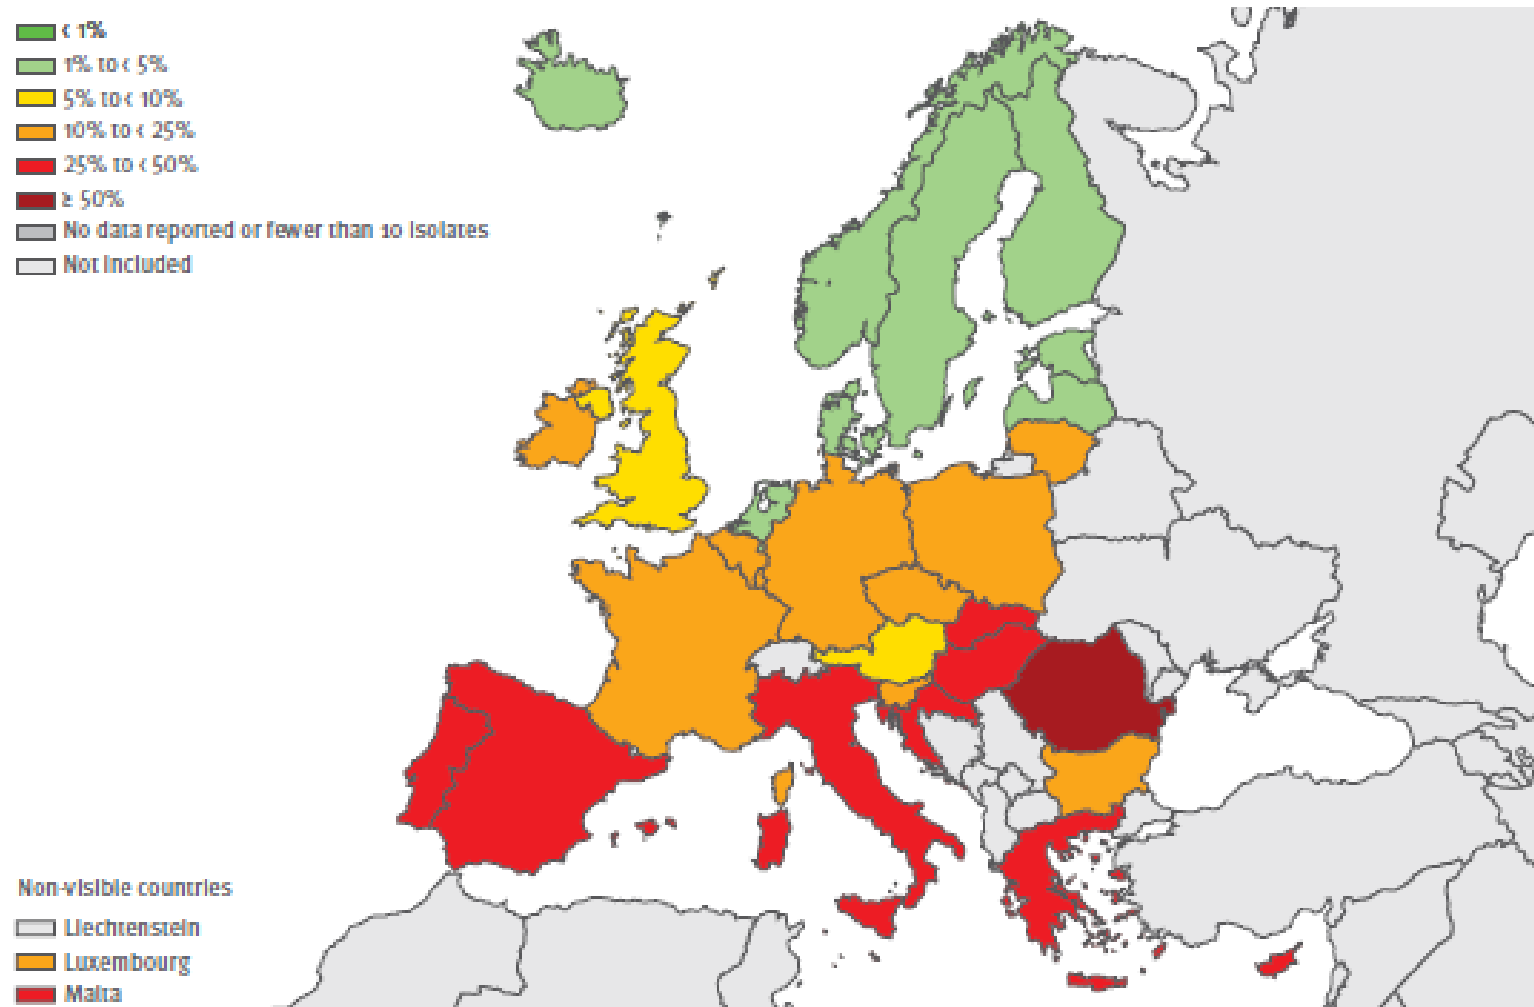 < 1%
1% to < 5%
5% to < 10%
10% to < 25%
25% to < 50%
≥ 50%
No data reported or fewer than 10 isolates
Not included
Non-visible countries
Liechtenstein
Luxembourg
Malta